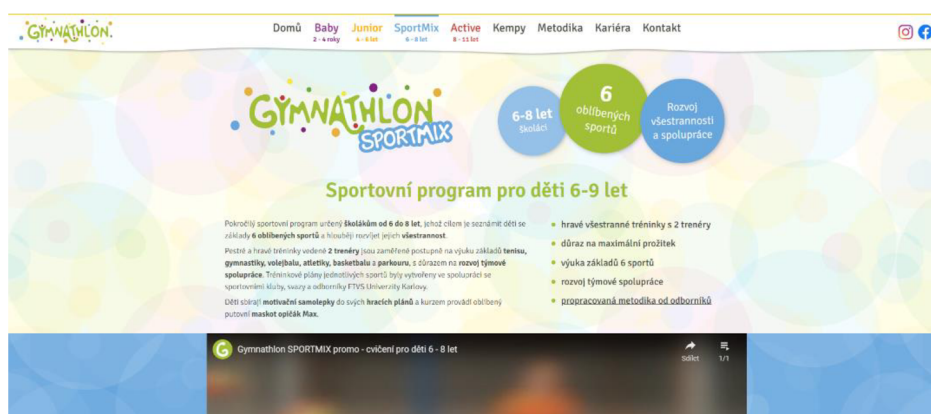 GYMNATHLON.
Domů Baby Junior SportMix Active Kempy Metodika Kariéra Kontakt
2 - 4 roky 4 - 6 let 6 - 8 let 8 - 11 let
GYMNATHLON
SPORTMIX
6-8 let
školáci
6
oblíbených
sportů
Rozvoj
všestrannosti
a spolupráce
Sportovní program pro děti 6-9 let
Pokročilý sportovní program určený školákům od 6 do 8 let, jehož cílem je seznámit děti se
základy 6 oblíbených sportů a hlouběji rozvíjet jejich všestrannost.
Pestré a hravé tréninky vedené 2 trenéry jsou zaměřené postupně na výuku základů tenisu,
gymnastiky, volejbalu, atletiky, basketbalu a parkouru, s důrazem na rozvoj týmové
spolupráce. Tréninkové plány jednotlivých sportů byly vytvořeny ve spolupráci se
sportovními kluby, svazy a odborníky FTVS Univerzity Karlovy.
Děti sbírají motivační samolepky do svých hracích plánů a kurzem provádí oblíbený
putovní maskot opičák Max.
hravé všestranné tréninky s 2 trenéry
důraz na maximální prožitek
výuka základů 6 sportů
rozvoj týmové spolupráce
propracovaná metodika od odborníků
Gymnathlon SPORTMIX promo - cvičení pro děti 6 - 8 let
Sdílet 1/1